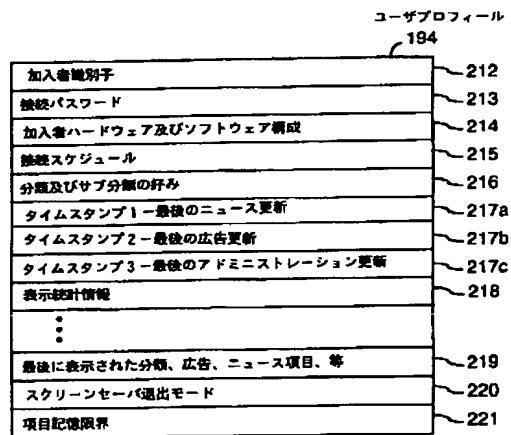 ユーザプロフィール
194
加入者識別子 212
接続パスワード 213
加入者ハードウェア及びソフトウェア構成 214
接続スケジュール 215
分類及びサブ分類の好み 216
タイムスタンプ1ー最後のニュース更新 217a
タイムスタンプ2ー最後の広告更新 217b
タイムスタンプ3ー最後のアドミニストレーション更新 217c
表示統計情報 218
最後に表示された分類、広告、ニュース項目、等 219
スクリーンセーバ退出モード 220
項目記憶限界 221